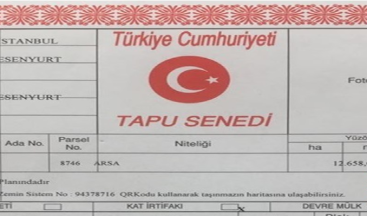 STANBUL
Türkiye Cumhuriyeti
ESENYURT
Foto
ESENYURT
TAPU SENEDİ
Ada No.
Parsel No.
Niteliği
Yüzö
ha
8746
ARSA
12.658,
Planındadır
Zemin Sistem No : 94378716 QRKodu kullanarak taşınmazın haritasına ulaşabilirsiniz.
ETİ
KAT İRTİFAKI
X
DEVRE MÜLK